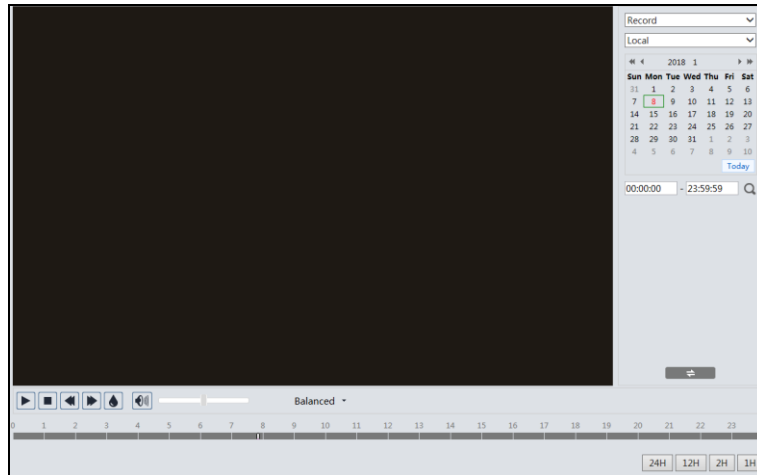 Record
Local
2018 1
Sun Mon Tue Wed Thu Fri Sat
31 1 2 3 4 5 6
7 8 9 10 11 12 13
14 15 16 17 18 19 20
21 22 23 24 25 26 27
28 29 30 31 1 2 3
4 5 6 7 8 9 10
Today
00:00:00 - 23:59:59
Balanced
0 1 2 3 4 5 6 7 8 9 10 11 12 13 14 15 16 17 18 19 20 21 22 23
24H 12H 2H 1H